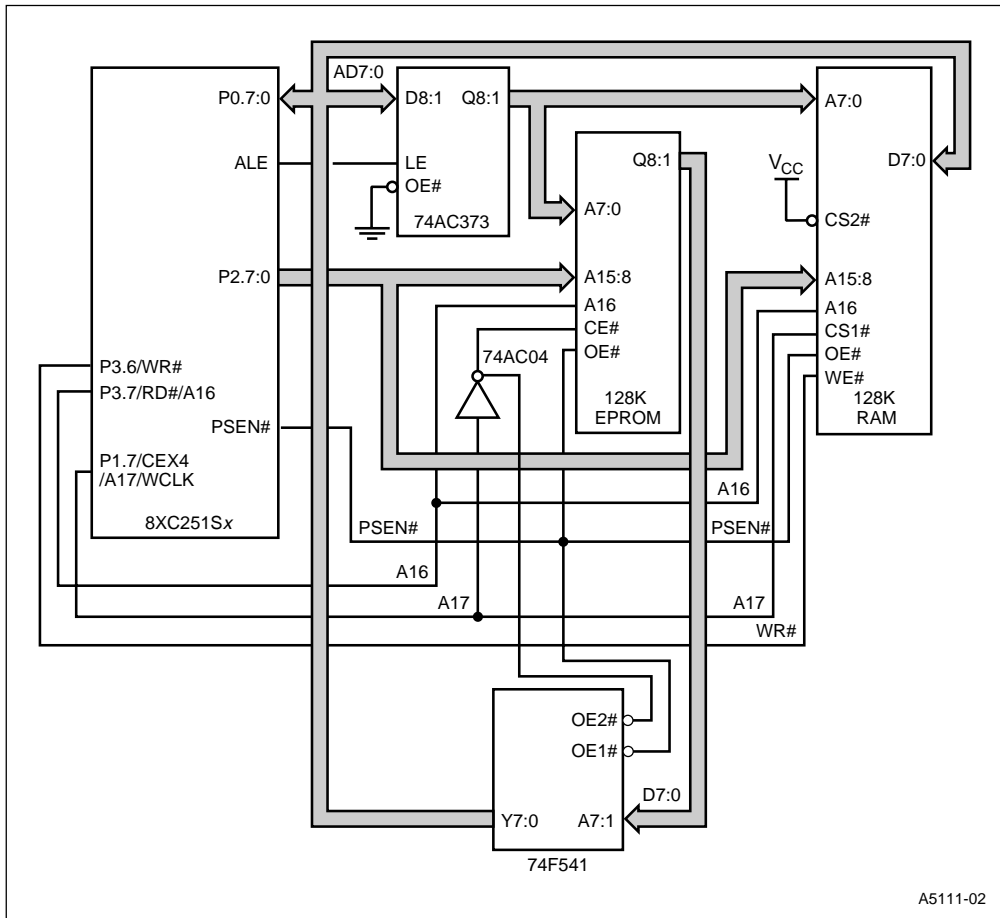 AD7:0
P0.7:0
D8:1
Q8:1
A7:0
ALE
LE
OE#
74AC373
Q8:1
A7:0
D7:0
VCC
CS2#
P2.7:0
A15:8
A16
CE#
OE#
128K
EPROM
A15:8
A16
CS1#
OE#
WE#
128K
RAM
74AC04
P3.6/WR#
P3.7/RD#/A16
PSEN#
P1.7/CEX4
/A17/WCLK
8XC251Sx
A16
PSEN#
PSEN#
A16
A17
A17
WR#
OE2#
OE1#
D7:0
Y7:0
A7:1
74F541
A5111-02